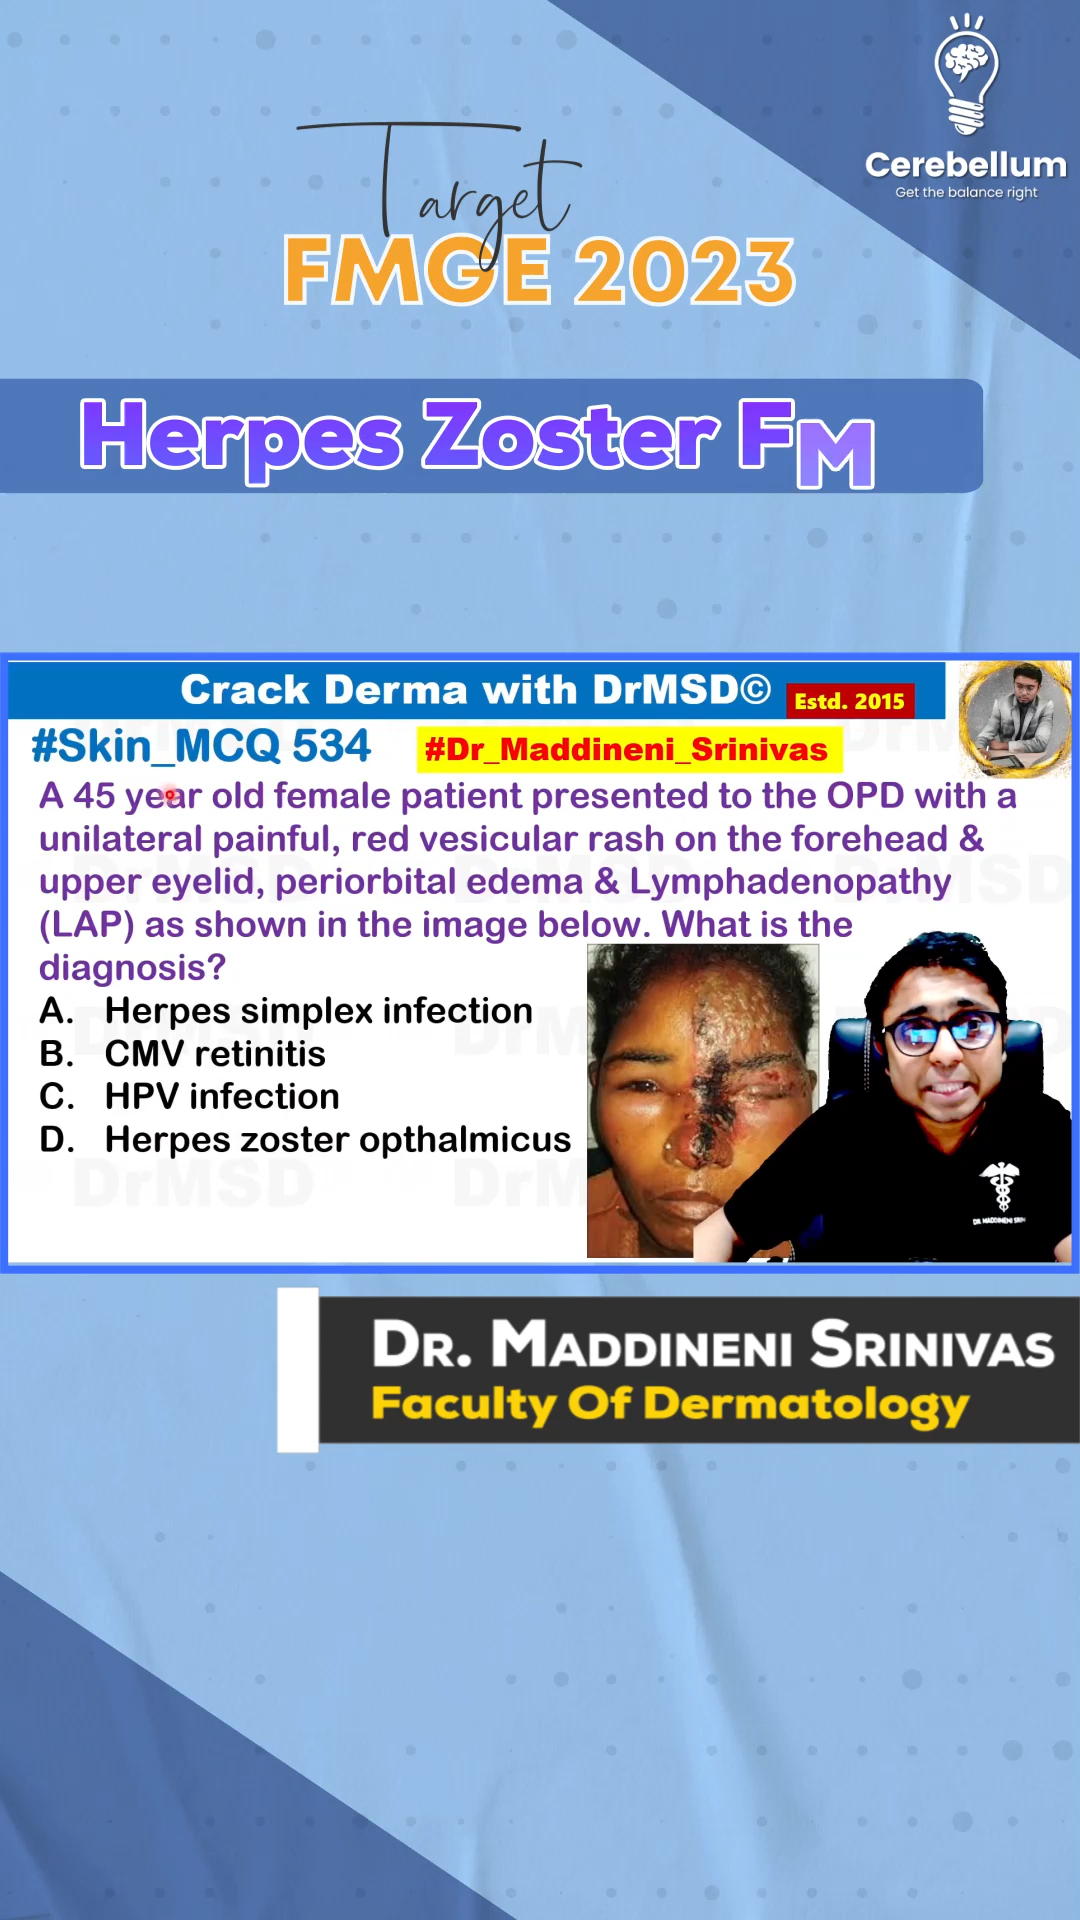 Cerebellum
Get the balance right
Target
FMGE 2023
Herpes Zoster FM
Crack Derma with DrMSD©
Estd. 2015
#Skin_MCQ 534
#Dr_Maddineni_Srinivas
A 45 year old female patient presented to the OPD with a
unilateral painful, red vesicular rash on the forehead &
upper eyelid, periorbital edema & Lymphadenopathy
(LAP) as shown in the image below. What is the
diagnosis?
A. Herpes simplex infection
B. CMV retinitis
C. HPV infection
D. Herpes zoster opthalmicus
DrMSD
DR. MADDINENI SRINIVAS
Faculty Of Dermatology